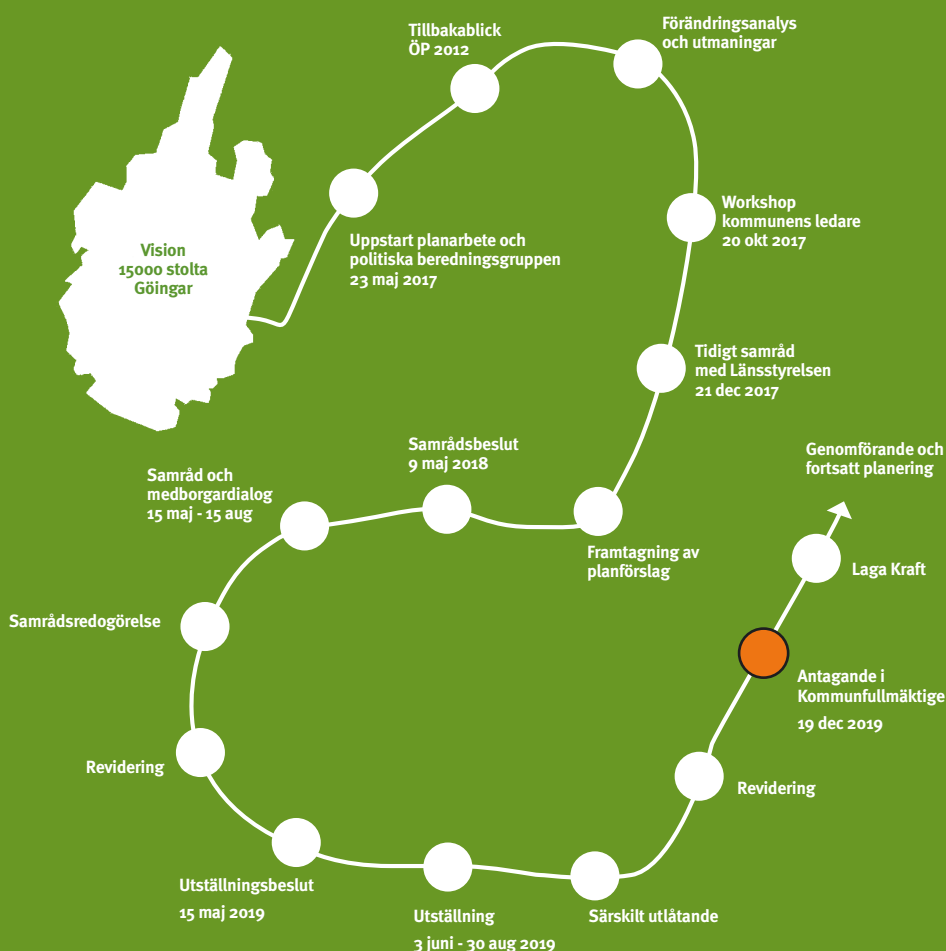 Vision
15000 stolta
Göingar
Uppstart planarbete och
politiska beredningsgruppen
23 maj 2017
Tillbakablick
ÖP 2012
Förändringsanalys
och utmaningar
Workshop
kommunens ledare
20 okt 2017
Tidigt samråd
med Länsstyrelsen
21 dec 2017
Framtagning av
planförslag
Samrådsbeslut
9 maj 2018
Samråd och
medborgardialog
15 maj - 15 aug
Samrådsredogörelse
Revidering
Utställningsbeslut
15 maj 2019
Utställning
3 juni - 30 aug 2019
Särskilt utlåtande
Revidering
Antagande i
Kommunfullmäktige
19 dec 2019
Laga Kraft
Genomförande och
fortsatt planering